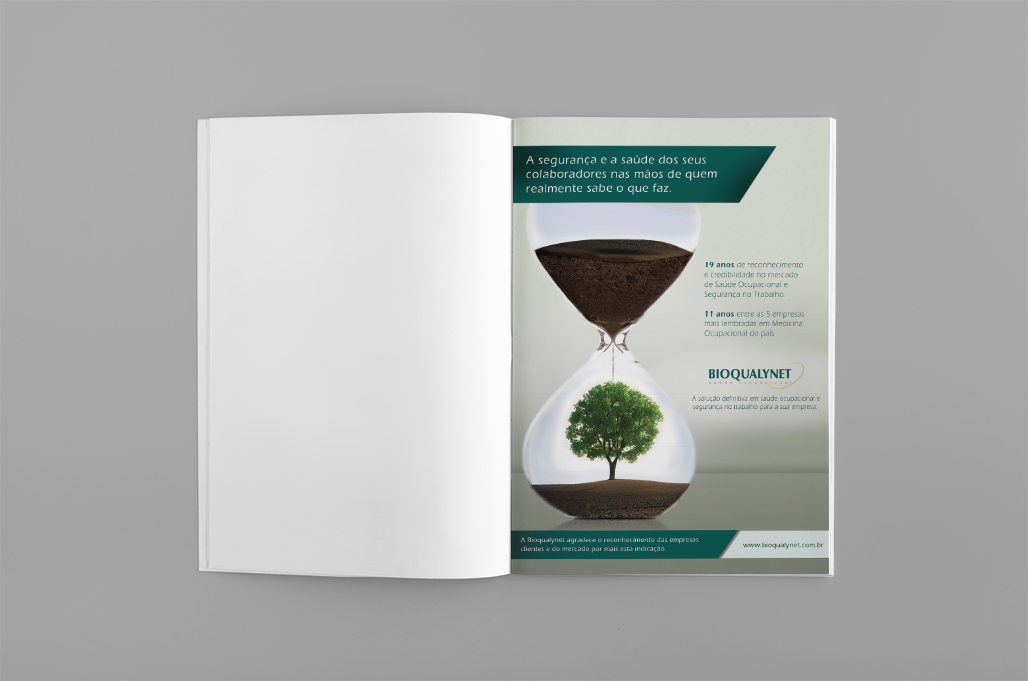 A segurança e a saúde dos seus
colaboradores nas mãos de quem
realmente sabe o que faz.
19 anos de reconhecimento
e credibilidade no mercado
de Saúde Ocupacional e
Segurança no Trabalho.
11 anos entre as 5 empresas
mais lembradas em Medicina
Ocupacional do país.
BIOQUALYNET
SAÚDE OCUPACIONAL
A solução definitiva em saúde ocupacional e
segurança no trabalho para a sua empresa.
A Bioqualynet agradece o reconhecimento das empresas
clientes e do mercado por mais esta indicação.
www.bioqualynet.com.br